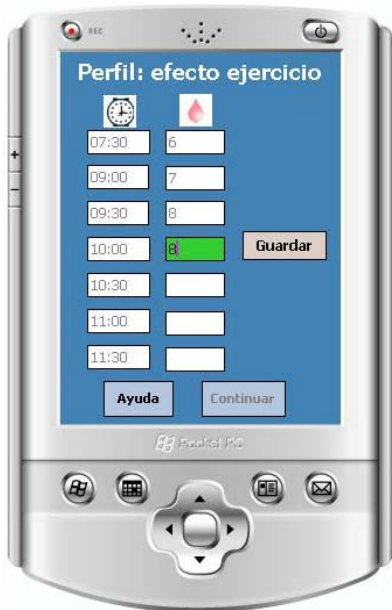 REC
Perfil: efecto ejercicio
07:30 6
09:00 7
09:30 8
10:00 8 Guardar
10:30
11:00
11:30
Ayuda Continuar
Pocket PC